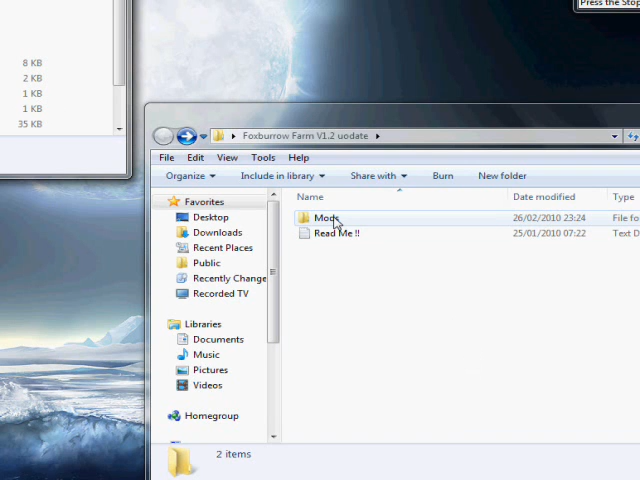 Press the Stop
8 KB
2 KB
1 KB
1 KB
35 KB
Foxburrow Farm V1.2 uodate
File Edit View Tools Help
Organize Include in library Share with Burn New folder
Name Date modified Type
Favorites
Desktop
Downloads
Recent Places
Public
Recently Change
Recorded TV
Libraries
Documents
Music
Pictures
Videos
Homegroup
Mods 26/02/2010 23:24 File fo
Read Me !! 25/01/2010 07:22 Text D
2 items